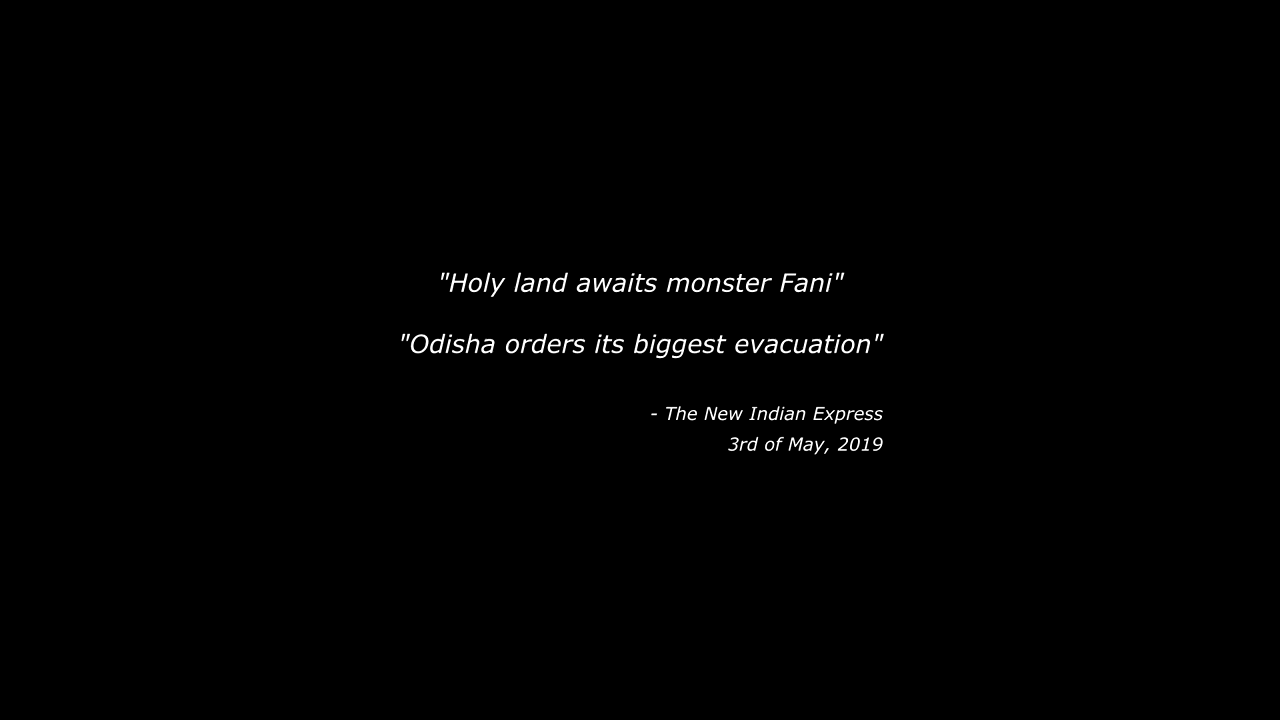 "Holy land awaits monster Fani"
"Odisha orders its biggest evacuation"
- The New Indian Express
3rd of May, 2019